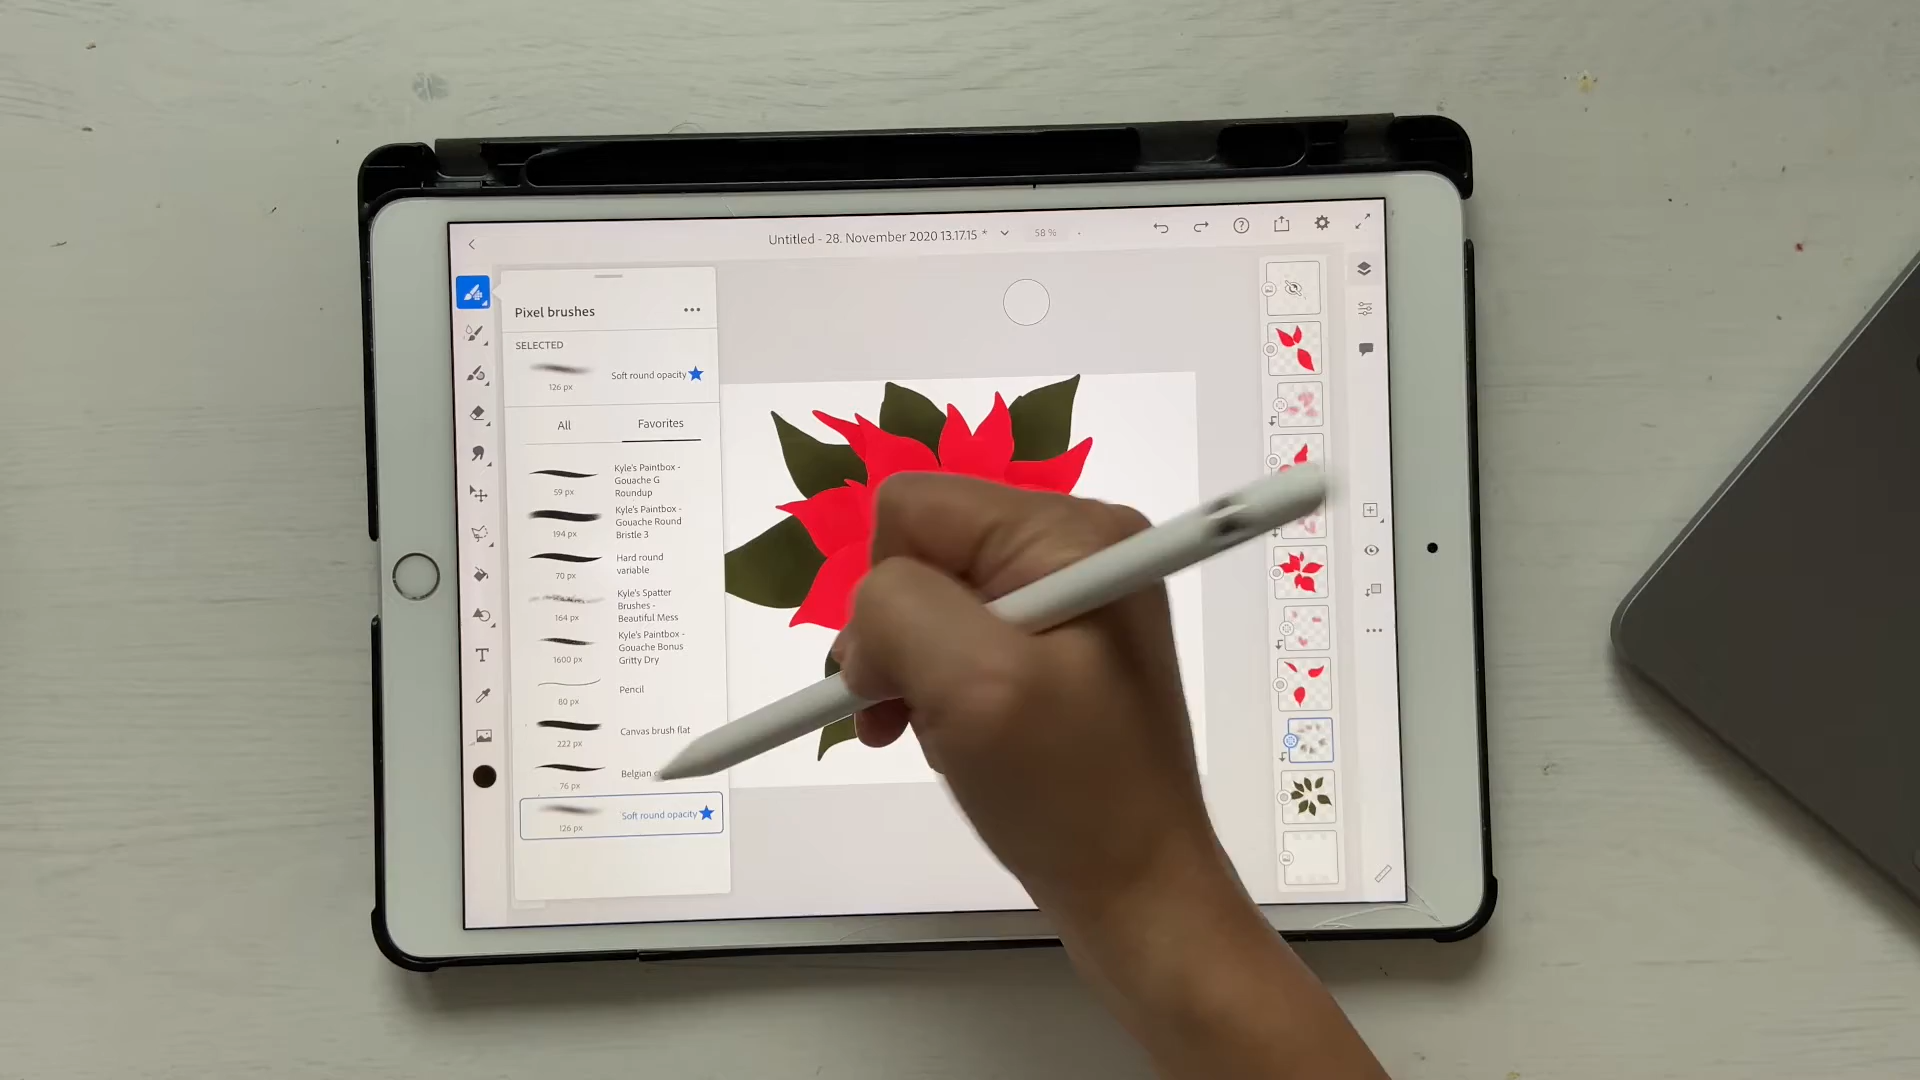 Untitled - 28. November 2020 13.17.15 *
58 %
Pixel brushes
SELECTED
Soft round opacity
126 px
All
Favorites
Kyle's Paintbox -
Gouache G
Roundup
59 px
Kyle's Paintbox -
Gouache Round
Bristle 3
194 px
Hard round
variable
70 px
Kyle's Spatter
Brushes -
Beautiful Mess
164 px
Kyle's Paintbox -
Gouache Bonus
Gritty Dry
1600 px
Pencil
80 px
T
Canvas brush flat
222 px
Belgian
76 px
Soft round opacity
126 px